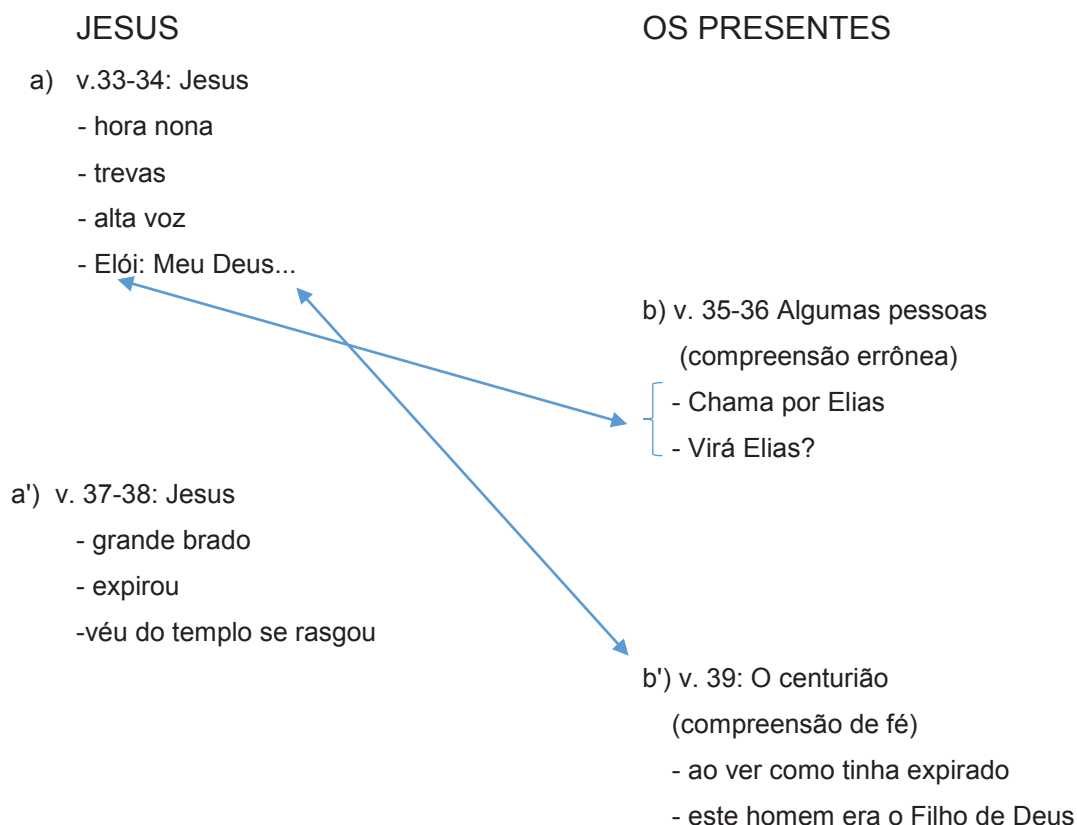 JESUS
OS PRESENTES
a) v.33-34: Jesus
- hora nona
- trevas
- alta voz
- Elói: Meu Deus...
b) v. 35-36 Algumas pessoas
(compreensão errônea)
- Chama por Elias
- Virá Elias?
a') v. 37-38: Jesus
- grande brado
- expirou
-véu do templo se rasgou
b') v. 39: O centurião
(compreensão de fé)
- ao ver como tinha expirado
- este homem era o Filho de Deus